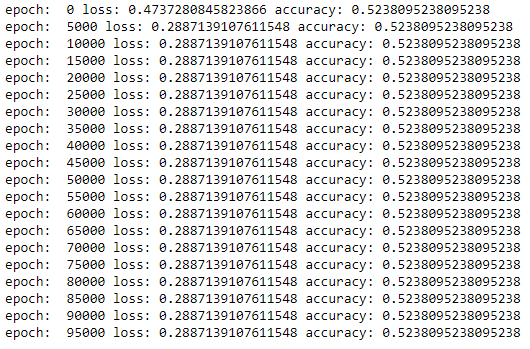 epoch:  0 loss: 0.4737280845823866 accuracy: 0.5238095238095238
epoch:  5000 loss: 0.2887139107611548 accuracy: 0.5238095238095238
epoch:  10000 loss: 0.2887139107611548 accuracy: 0.5238095238095238
epoch:  15000 loss: 0.2887139107611548 accuracy: 0.5238095238095238
epoch:  20000 loss: 0.2887139107611548 accuracy: 0.5238095238095238
epoch:  25000 loss: 0.2887139107611548 accuracy: 0.5238095238095238
epoch:  30000 loss: 0.2887139107611548 accuracy: 0.5238095238095238
epoch:  35000 loss: 0.2887139107611548 accuracy: 0.5238095238095238
epoch:  40000 loss: 0.2887139107611548 accuracy: 0.5238095238095238
epoch:  45000 loss: 0.2887139107611548 accuracy: 0.5238095238095238
epoch:  50000 loss: 0.2887139107611548 accuracy: 0.5238095238095238
epoch:  55000 loss: 0.2887139107611548 accuracy: 0.5238095238095238
epoch:  60000 loss: 0.2887139107611548 accuracy: 0.5238095238095238
epoch:  65000 loss: 0.2887139107611548 accuracy: 0.5238095238095238
epoch:  70000 loss: 0.2887139107611548 accuracy: 0.5238095238095238
epoch:  75000 loss: 0.2887139107611548 accuracy: 0.5238095238095238
epoch:  80000 loss: 0.2887139107611548 accuracy: 0.5238095238095238
epoch:  85000 loss: 0.2887139107611548 accuracy: 0.5238095238095238
epoch:  90000 loss: 0.2887139107611548 accuracy: 0.5238095238095238
epoch:  95000 loss: 0.2887139107611548 accuracy: 0.5238095238095238